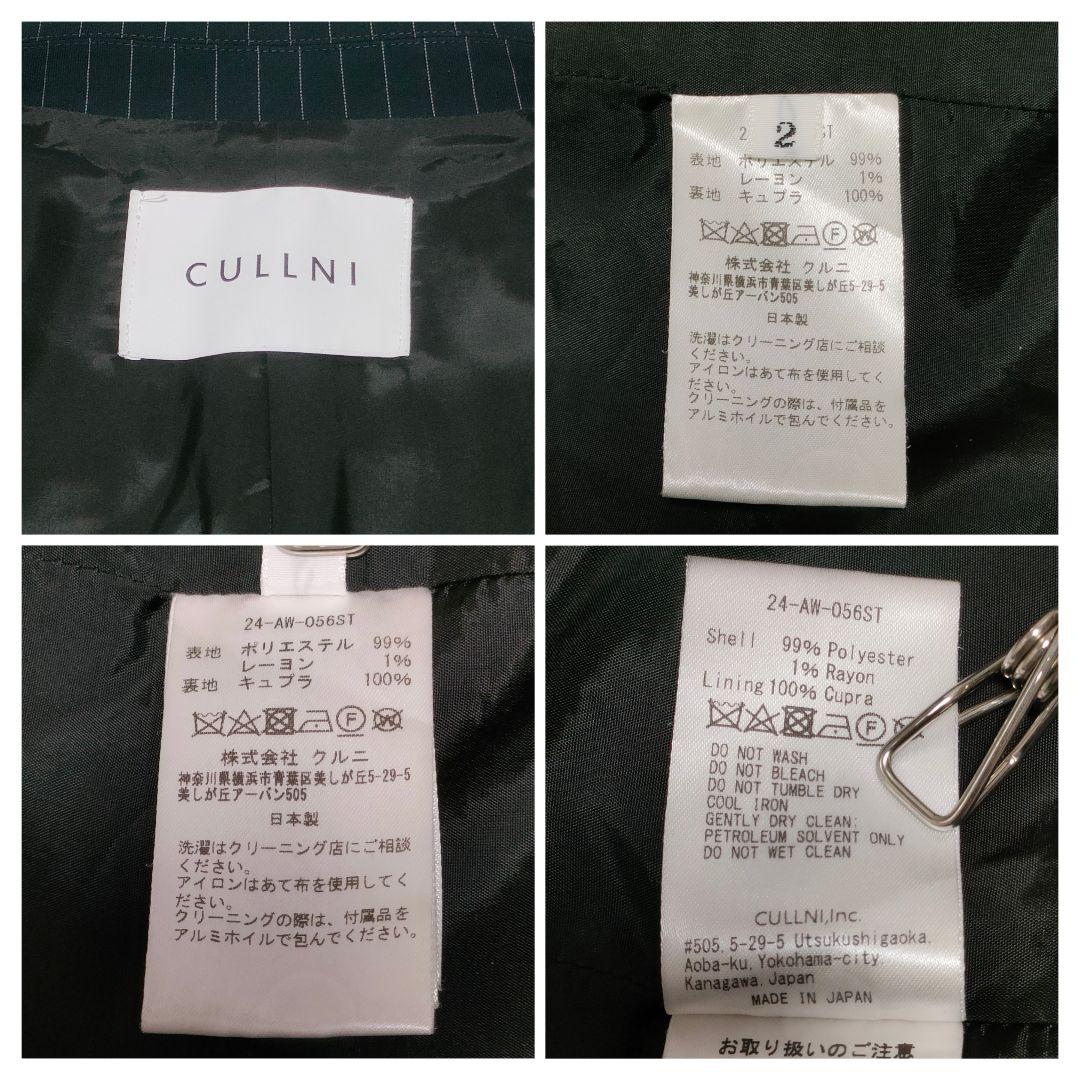 CULLNI
2
2 ST
表地 ポリエステル 99%
レーヨン 1%
裏地 キュプラ 100%
F W
株式会社 クルニ
神奈川県横浜市青葉区美しが丘5-29-5
美しが丘アーバン505
日本製
洗濯はクリーニング店にご相談
ください。
アイロンはあて布を使用してく
ださい。
クリーニングの際は、付属品を
アルミホイルで包んでください。
24-AW-056ST
表地 ポリエステル 99%
レーヨン 1%
裏地 キュプラ 100%
F W
株式会社 クルニ
神奈川県横浜市青葉区美しが丘5-29-5
美しが丘アーバン505
日本製
洗濯はクリーニング店にご相談
ください。
アイロンはあて布を使用してく
ださい。
クリーニングの際は、付属品を
アルミホイルで包んでください。
24-AW-056ST
Shell 99% Polyester
1% Rayon
Lining 100% Cupra
F
DO NOT WASH
DO NOT BLEACH
DO NOT TUMBLE DRY
COOL IRON
GENTLY DRY CLEAN;
PETROLEUM SOLVENT ONLY
DO NOT WET CLEAN
CULLNI,Inc.
#505, 5-29-5 Utsukushigaoka,
Aoba-ku, Yokohama-city,
Kanagawa, Japan
MADE IN JAPAN
お取り扱いのご注意